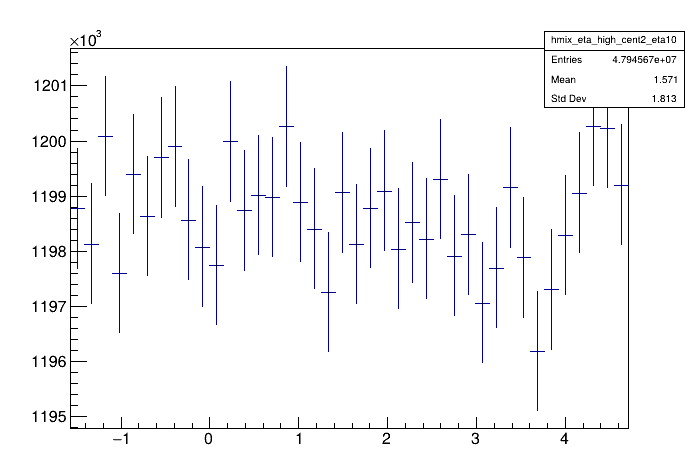 ×10³
hmix_eta_high_cent2_eta10
Entries 4.794567e+07
Mean 1.571
Std Dev 1.813
1201
1200
1199
1198
1197
1196
1195
−1 0 1 2 3 4